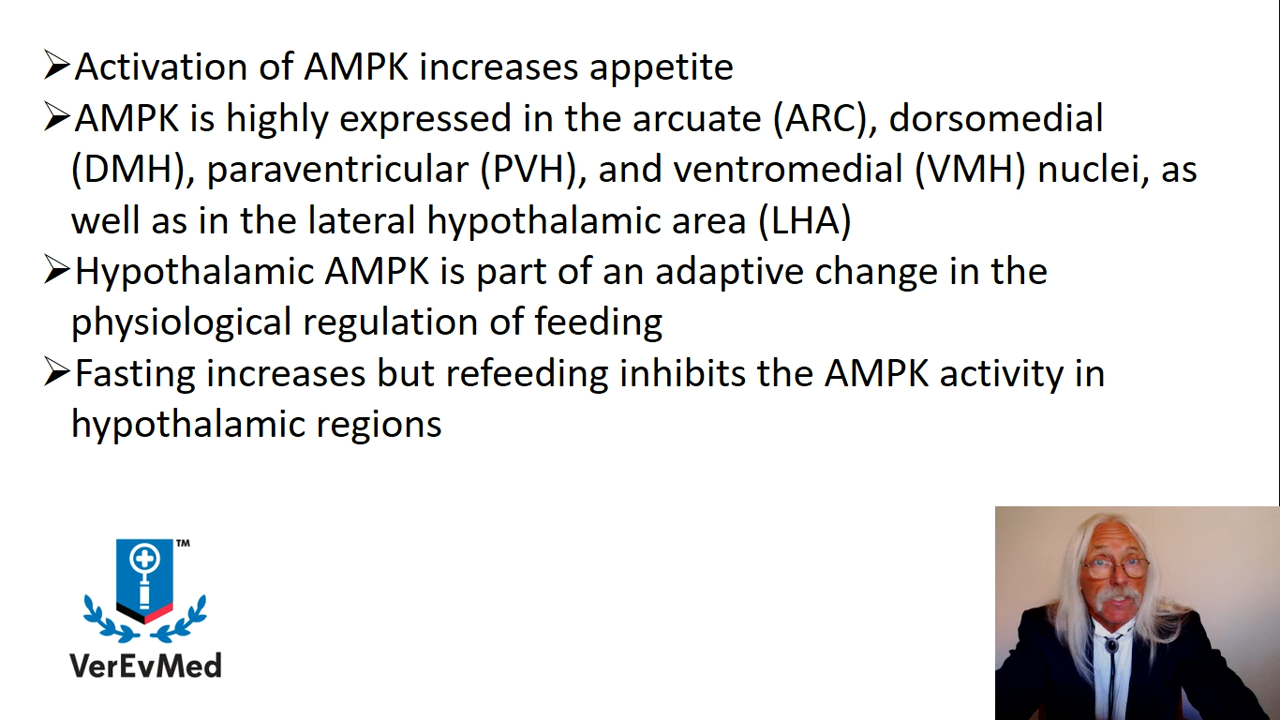 ➢Activation of AMPK increases appetite
➢AMPK is highly expressed in the arcuate (ARC), dorsomedial
(DMH), paraventricular (PVH), and ventromedial (VMH) nuclei, as
well as in the lateral hypothalamic area (LHA)
➢Hypothalamic AMPK is part of an adaptive change in the
physiological regulation of feeding
➢Fasting increases but refeeding inhibits the AMPK activity in
hypothalamic regions
TM
VerEvMed